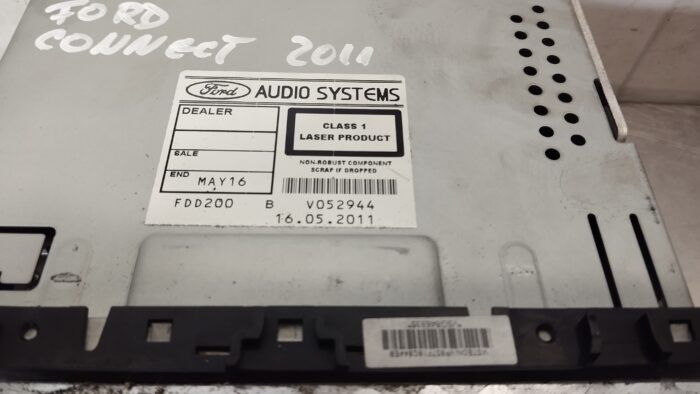 FORD
CONNECT 2011
Ford AUDIO SYSTEMS
DEALER
CLASS 1
LASER PRODUCT
SALE
NON-ROBUST COMPONENT
SCRAP IF DROPPED
END MAY16
FDD200 B V052944
16.05.2011